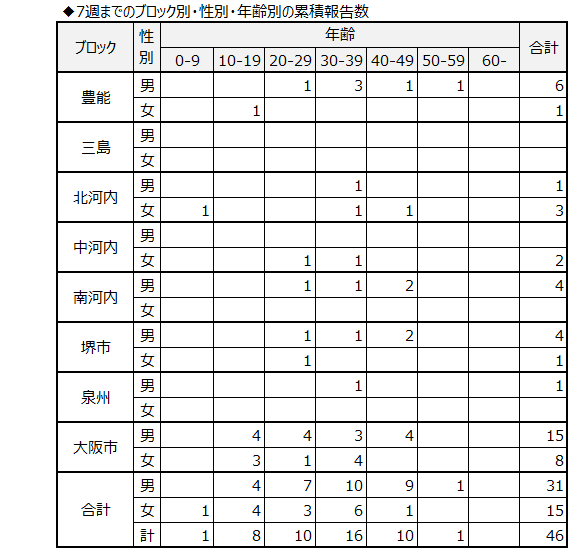 ◆7週までのブロック別・性別・年齢別の累積報告数
ブロック 性別 年齢 合計
0-9 10-19 20-29 30-39 40-49 50-59 60-
豊能 男 1 3 1 1 6
女 1 1
三島 男
女
北河内 男 1 1
女 1 1 1 3
中河内 男
女 1 1 2
南河内 男 1 1 2 4
女
堺市 男 1 1 2 4
女 1 1
泉州 男 1 1
女
大阪市 男 4 4 3 4 15
女 3 1 4 8
合計 男 4 7 10 9 1 31
女 1 4 3 6 1 15
計 1 8 10 16 10 1 46